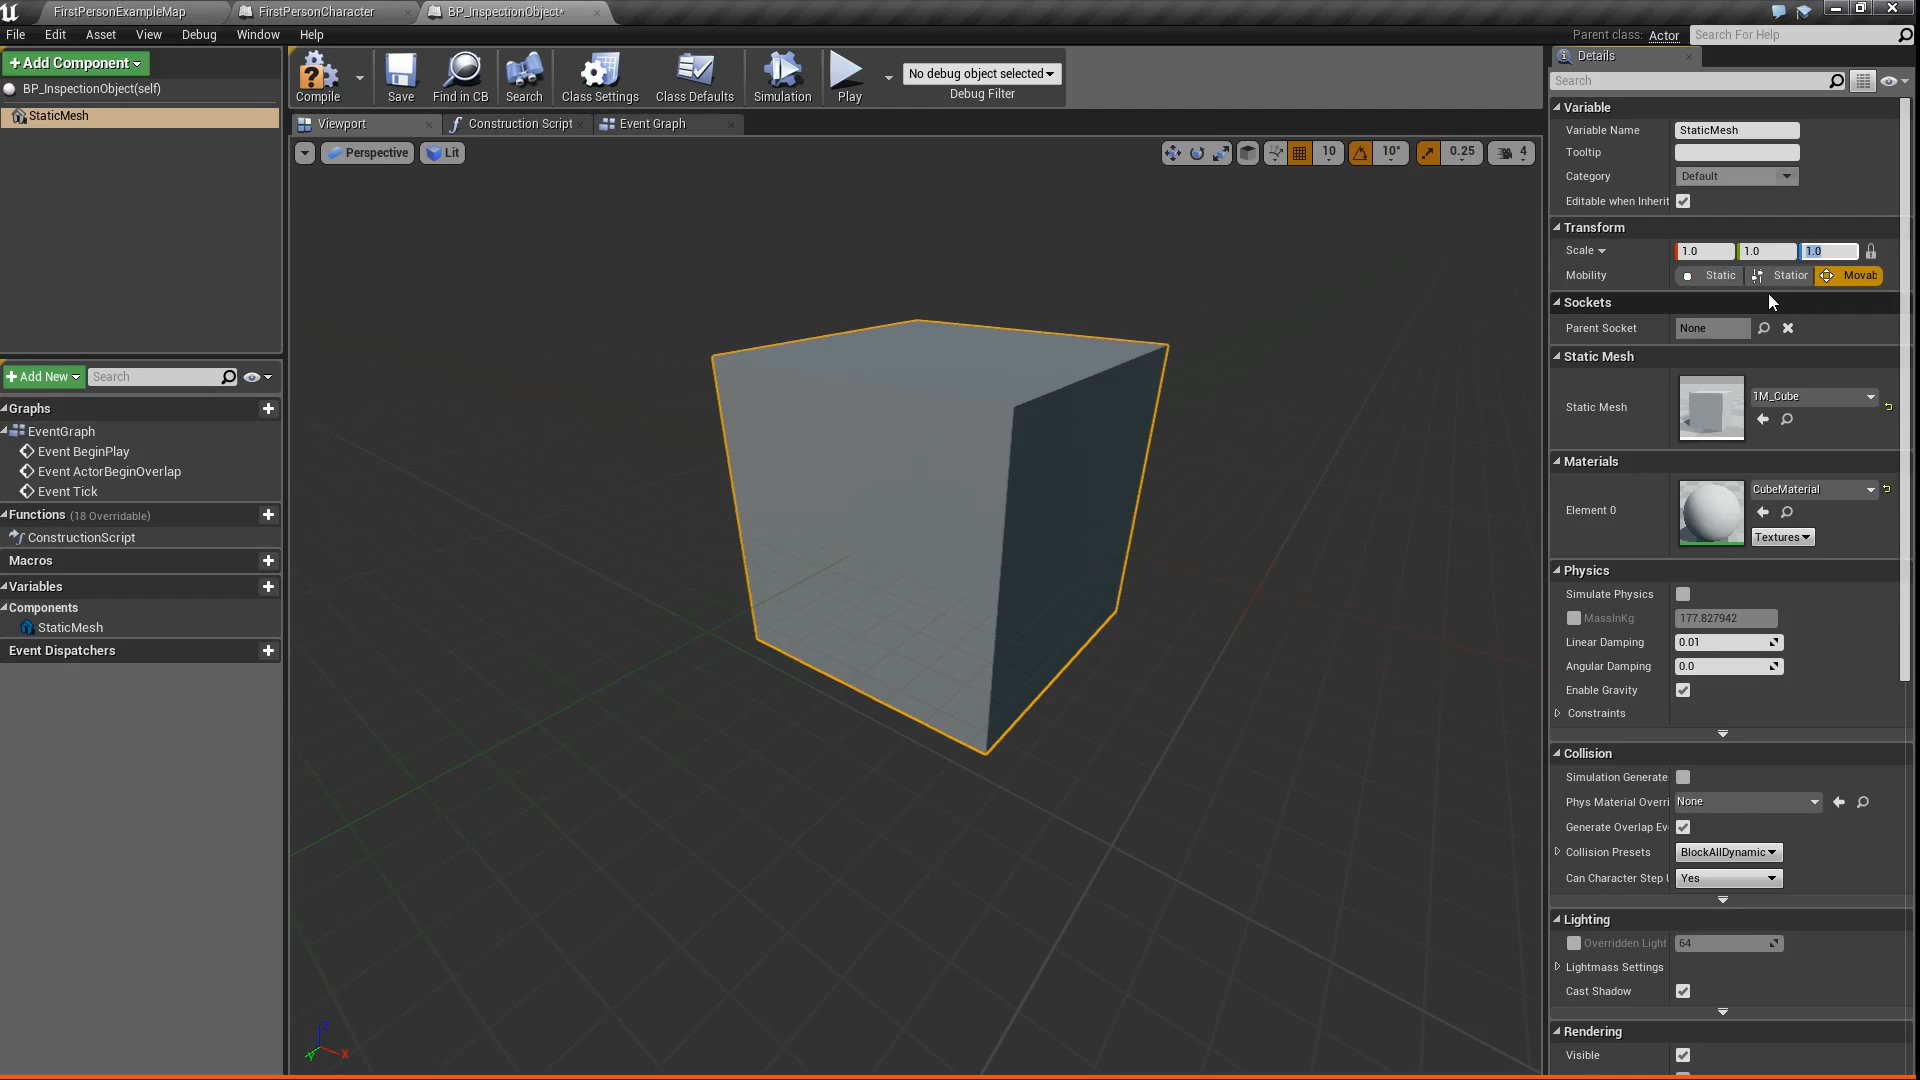 FirstPersonExampleMap
FirstPersonCharacter
BP_InspectionObject*
File Edit Asset View Debug Window Help
Parent class: Actor
Search For Help
Add Component
BP_InspectionObject(self)
StaticMesh
Compile
Save
Find in CB
Search
Class Settings
Class Defaults
Simulation
Play
No debug object selected
Debug Filter
Viewport
Construction Script
Event Graph
Perspective
Lit
10
10°
0.25
4
Z
Y
X
Add New
Search
Graphs
EventGraph
Event BeginPlay
Event ActorBeginOverlap
Event Tick
Functions (18 Overridable)
ConstructionScript
Macros
Variables
Components
StaticMesh
Event Dispatchers
Details
Search
Variable
Variable Name StaticMesh
Tooltip
Category Default
Editable when Inherit
Transform
Scale 1.0 1.0 1.0
Mobility Static Station Movab
Sockets
Parent Socket None
Static Mesh
Static Mesh 1M_Cube
Materials
Element 0 CubeMaterial
Textures
Physics
Simulate Physics
MassInKg 177.827942
Linear Damping 0.01
Angular Damping 0.0
Enable Gravity
Constraints
Collision
Simulation Generate
Phys Material Overri None
Generate Overlap Ev
Collision Presets BlockAllDynamic
Can Character Step U Yes
Lighting
Overridden Light 64
Lightmass Settings
Cast Shadow
Rendering
Visible